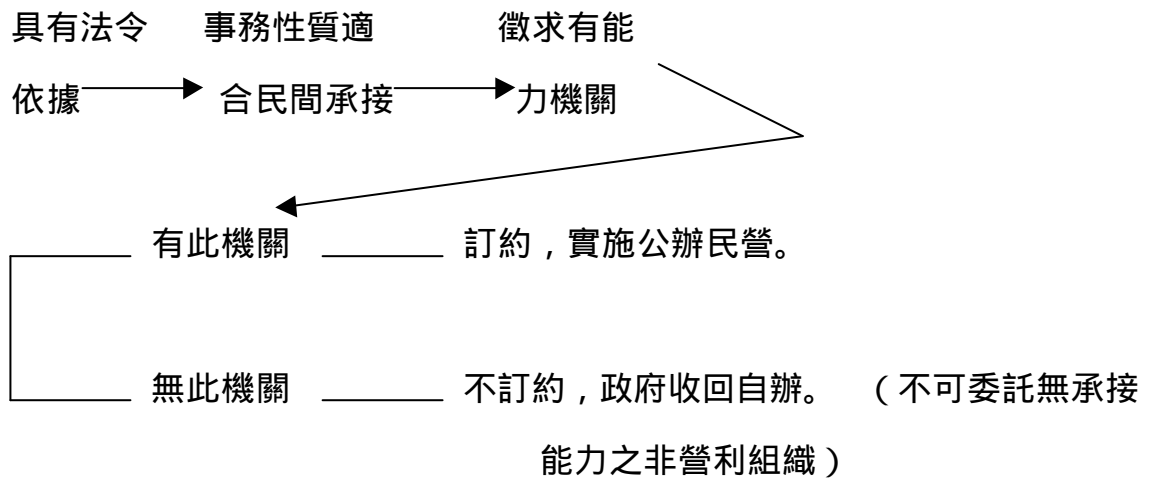 具有法令 事務性質適 徵求有能
依據 合民間承接 力機關
有此機關 訂約，實施公辦民營。
無此機關 不訂約，政府收回自辦。 （不可委託無承接
能力之非營利組織）